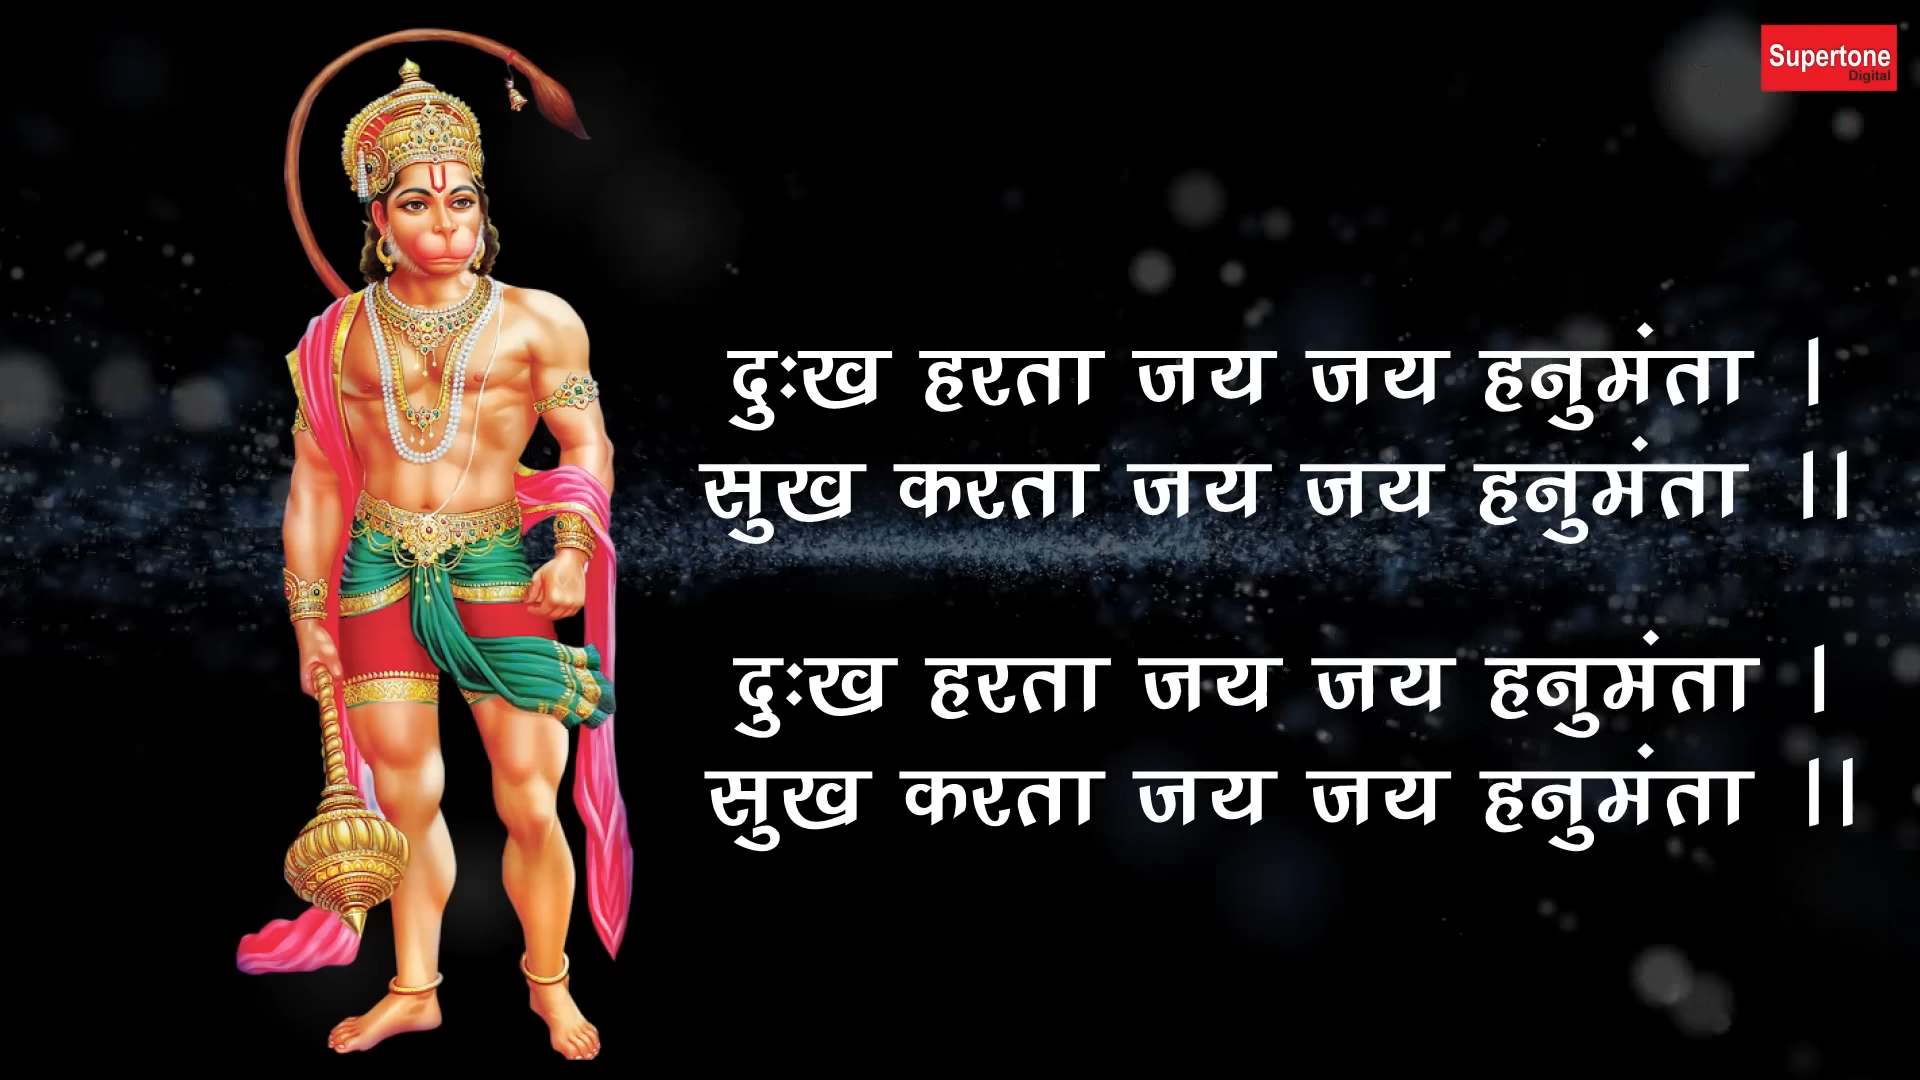 Supertone
Digital
दुःख हरता जय जय हनुमंता ।
सुख करता जय जय हनुमंता ।।
दुःख हरता जय जय हनुमंता ।
सुख करता जय जय हनुमंता ।।